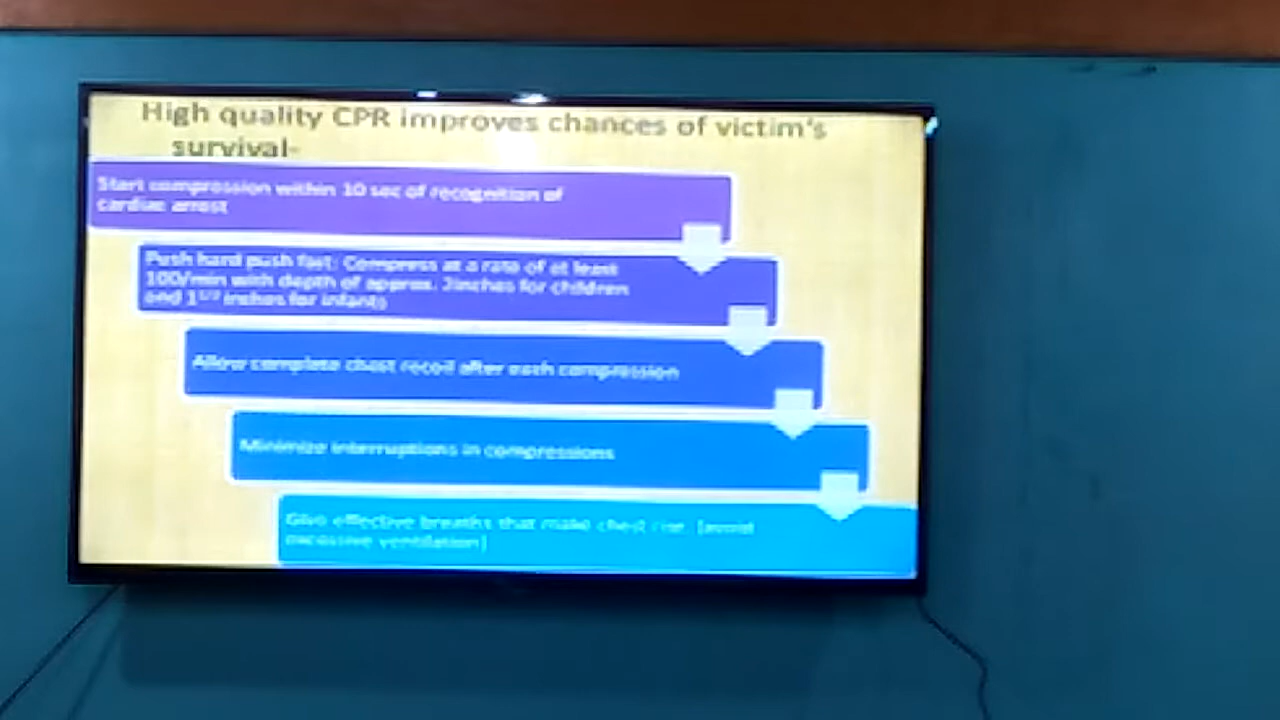 High quality CPR improves chances of victim's
survival-
Start compression within 10 sec of recognition of
cardiac arrest
Push hard push fast: Compress at a rate of at least
100/min with depth of approx. 2inches for children
and 1 1/2 inches for infants
Allow complete chest recoil after each compression
Minimize interruptions in compressions
Give effective breaths that make chest rise. (avoid
excessive ventilation)